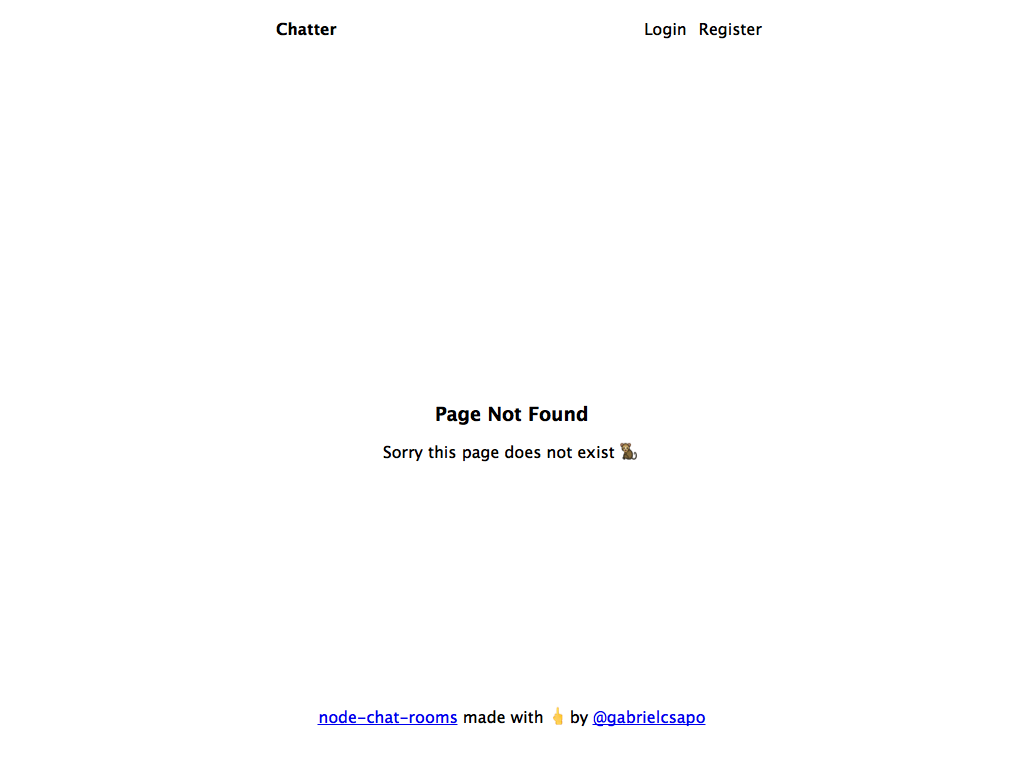 Chatter Login Register
Page Not Found
Sorry this page does not exist 🐒
node-chat-rooms made with 🖕 by @gabrielcsapo